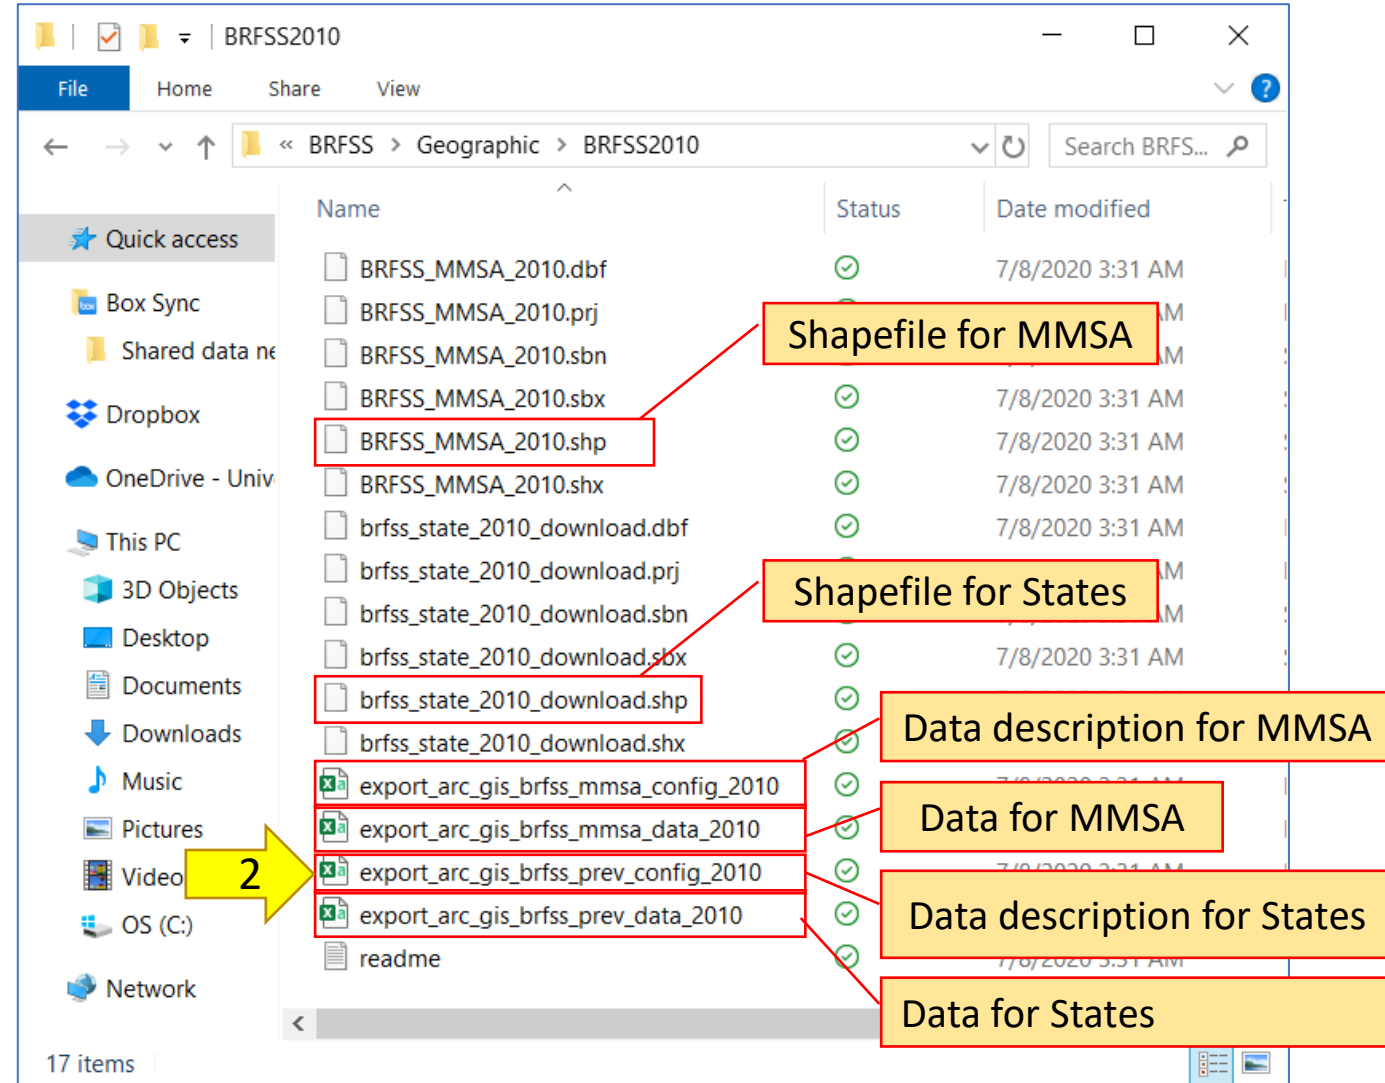 BRFSS2010
File Home Share View
« BRFSS > Geographic > BRFSS2010
Search BRFS...
Name Status Date modified
Quick access
Box Sync
Shared data ne
Dropbox
OneDrive - Univ
This PC
3D Objects
Desktop
Documents
Downloads
Music
Pictures
Video
OS (C:)
Network
BRFSS_MMSA_2010.dbf 7/8/2020 3:31 AM
BRFSS_MMSA_2010.prj
BRFSS_MMSA_2010.sbn
BRFSS_MMSA_2010.sbx 7/8/2020 3:31 AM
BRFSS_MMSA_2010.shp 7/8/2020 3:31 AM
BRFSS_MMSA_2010.shx 7/8/2020 3:31 AM
brfss_state_2010_download.dbf 7/8/2020 3:31 AM
brfss_state_2010_download.prj
brfss_state_2010_download.sbn
brfss_state_2010_download.sbx 7/8/2020 3:31 AM
brfss_state_2010_download.shp
brfss_state_2010_download.shx
export_arc_gis_brfss_mmsa_config_2010
export_arc_gis_brfss_mmsa_data_2010
export_arc_gis_brfss_prev_config_2010
export_arc_gis_brfss_prev_data_2010
readme
Shapefile for MMSA
Shapefile for States
Data description for MMSA
Data for MMSA
Data description for States
Data for States
2
17 items